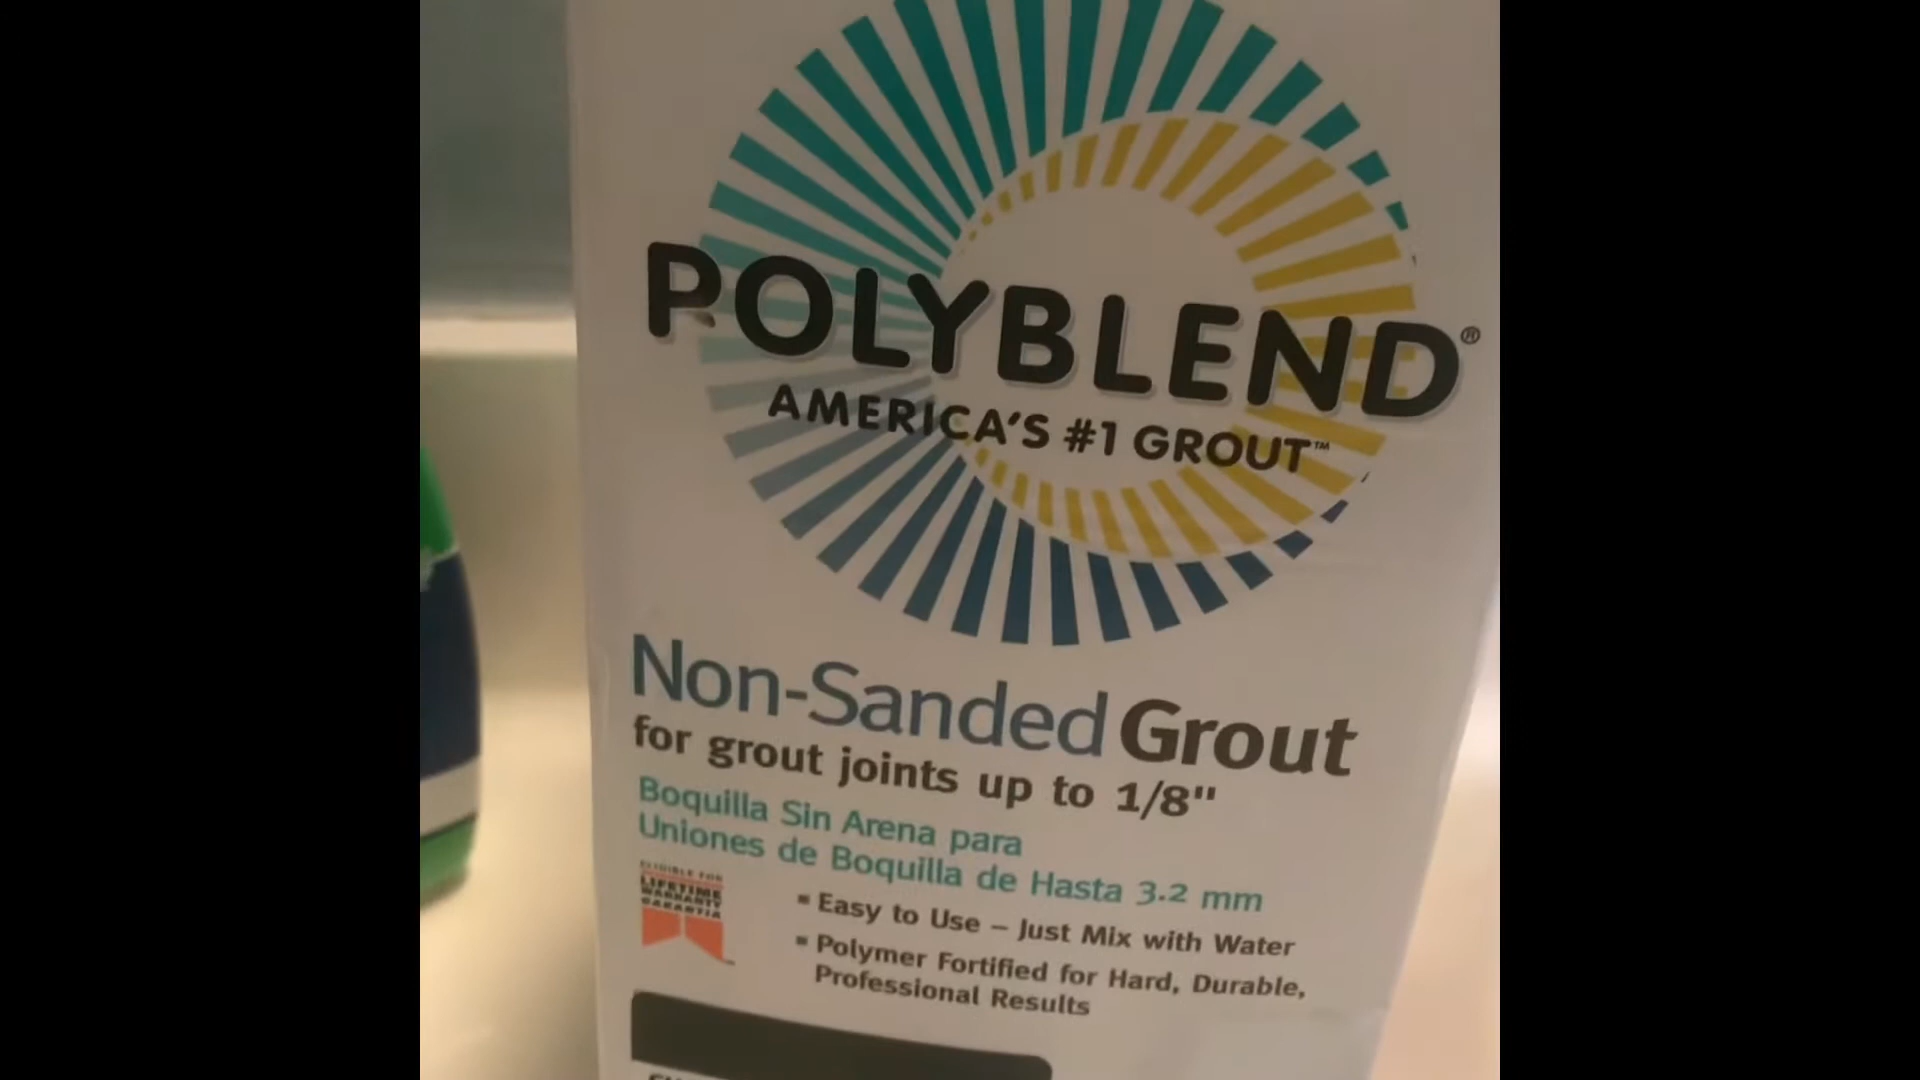 POLYBLEND®
AMERICA'S #1 GROUT™
Non-Sanded Grout
for grout joints up to 1/8"
Boquilla Sin Arena para
Uniones de Boquilla de Hasta 3.2 mm
ELIGIBLE FOR
LIFETIME
WARRANTY
GARANTIA
▪ Easy to Use – Just Mix with Water
▪ Polymer Fortified for Hard, Durable,
Professional Results